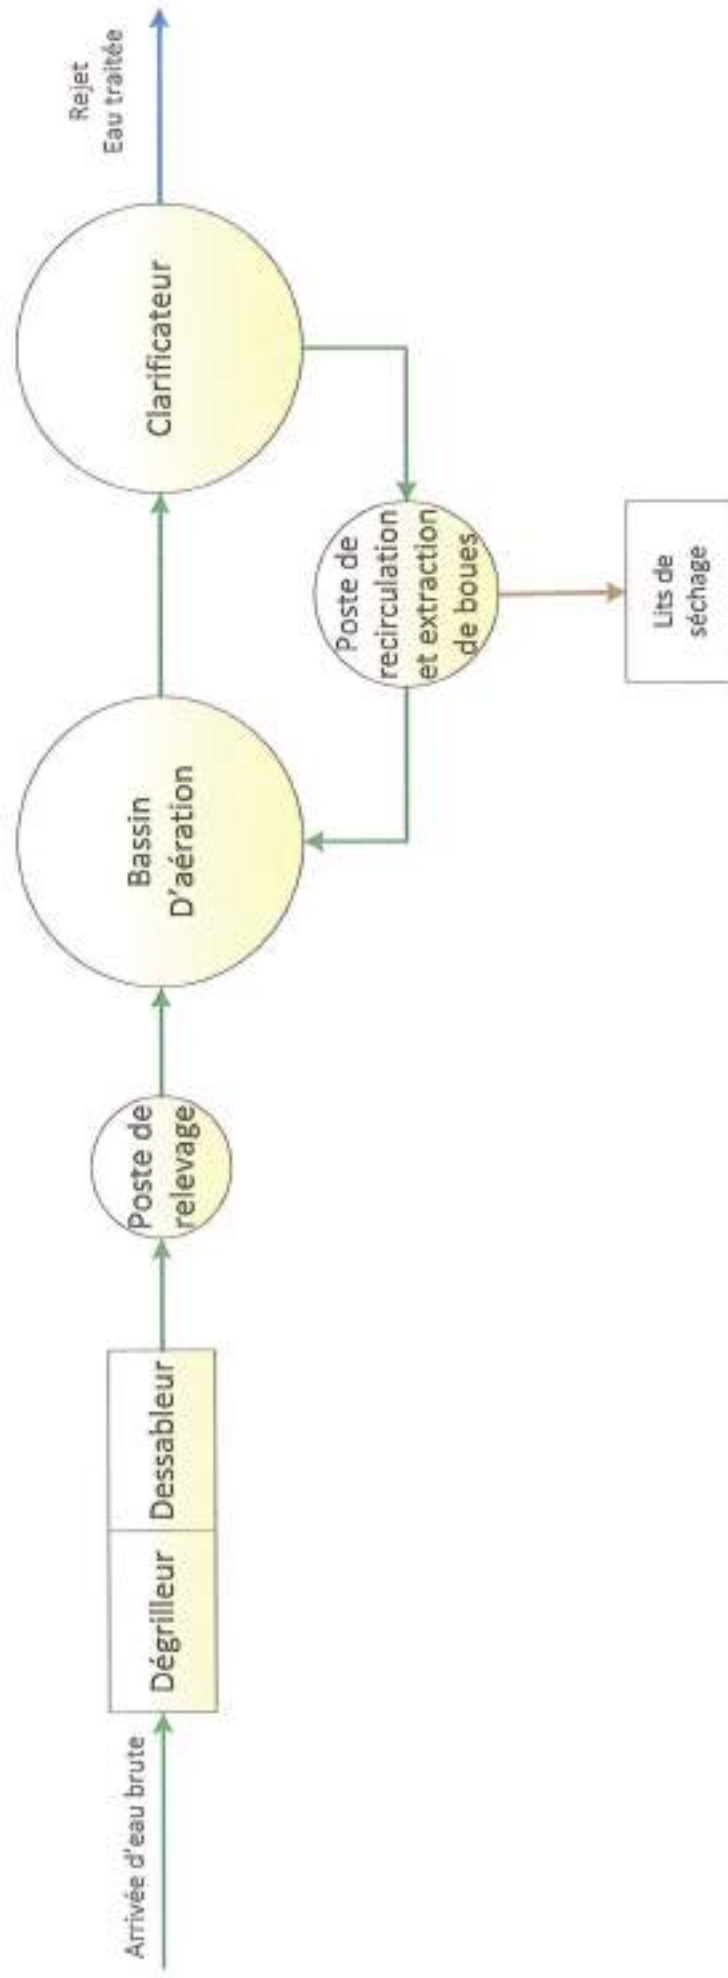 Arrivée d'eau brute
Dégrilleur
Dessableur
Poste de
relevage
Bassin
D'aération
Clarificateur
Rejet
Eau traitée
Poste de
recirculation
et extraction
de boues
Lits de
séchage